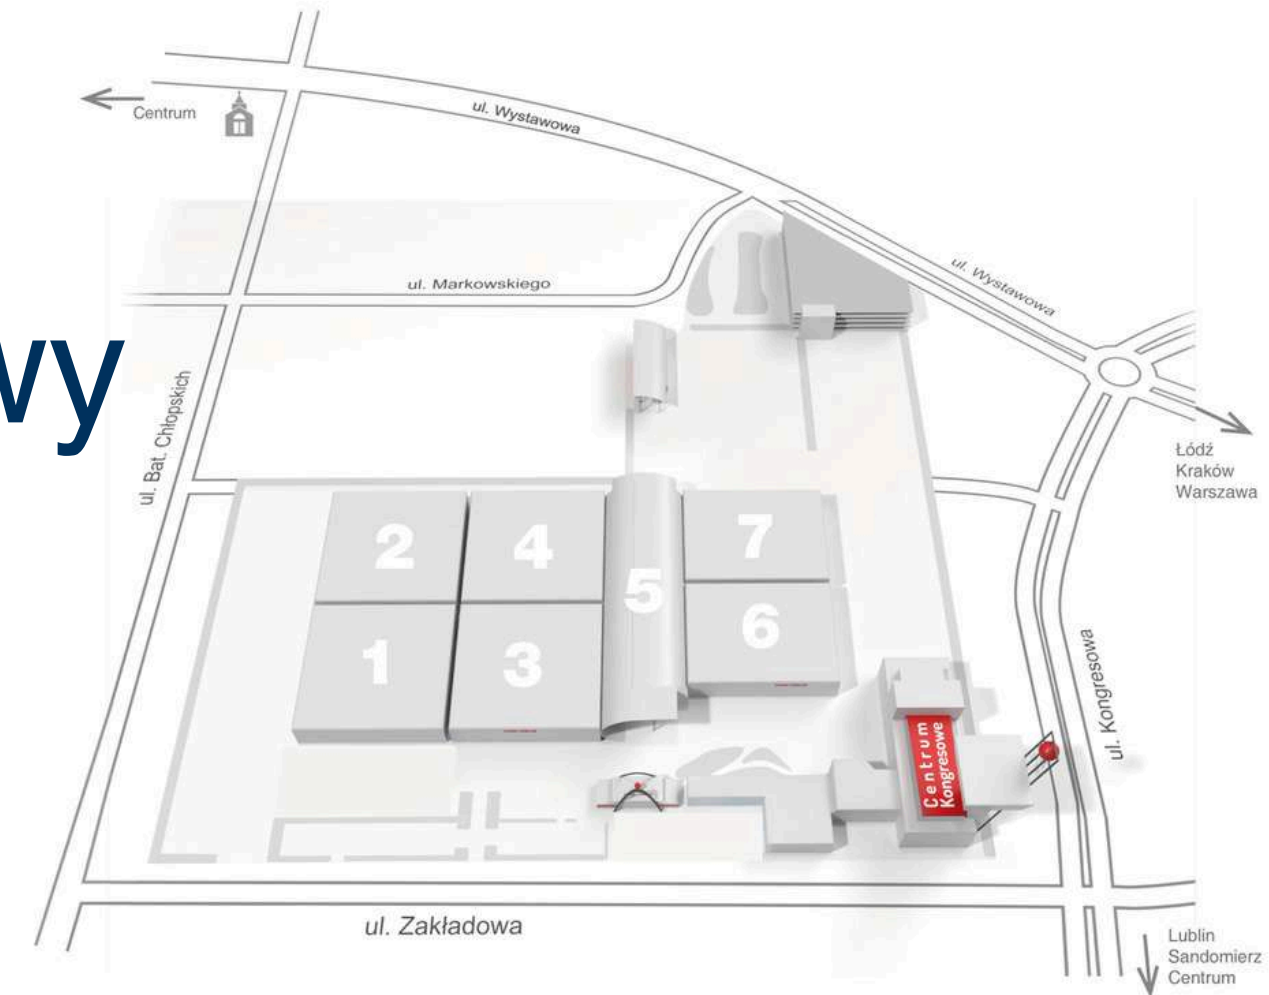 Centrum
ul. Wystawowa
ul. Wystawowa
ul. Markowskiego
wy
ul. Bat. Chłopskich
Łódź
Kraków
Warszawa
2
4
7
5
1
3
6
ul. Kongresowa
Centrum
Kongresowe
ul. Zakładowa
Lublin
Sandomierz
Centrum